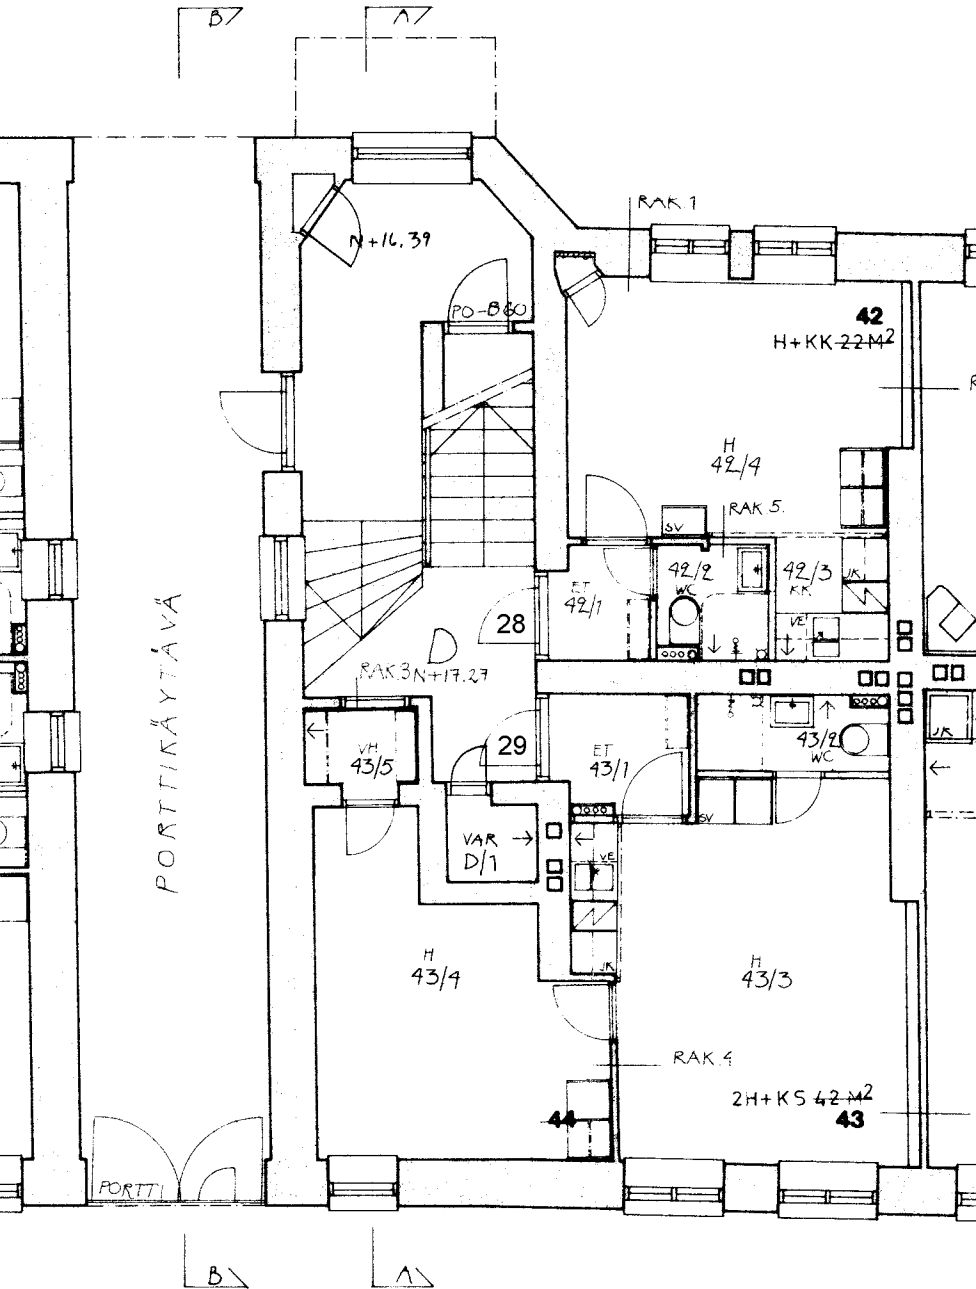 B
A
RAK.1
N+16.39
PO-B60
42
H+KK 22M²
H
42/4
SV
RAK 5.
ET
42/1
42/2
WC
42/3
KK
JK
VE
28
D
RAK.3
N+17.27
29
VH
43/5
ET
43/1
43/2
WC
JK
SV
VAR
D/1
VE
JK
PORTTIKÄYTÄVÄ
H
43/4
H
43/3
RAK.4
2H+KS 42 M²
43
44
PORTTI
B
A